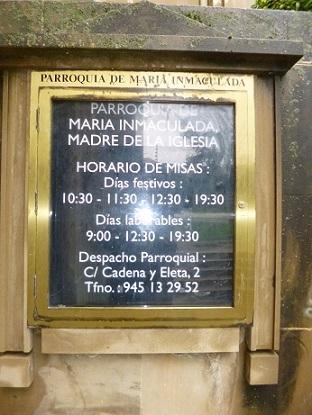 PARROQUIA DE MARIA INMACULADA
PARROQUIA DE
MARIA INMACULADA,
MADRE DE LA IGLESIA
HORARIO DE MISAS :
Días festivos :
10:30 - 11:30 - 12:30 - 19:30
Días laborables :
9:00 - 12:30 - 19:30
Despacho Parroquial :
C/ Cadena y Eleta, 2
Tfno. : 945 13 29 52